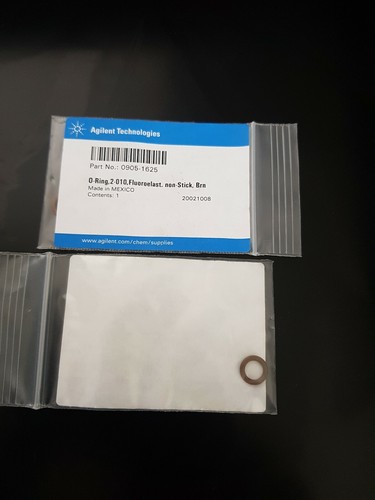 Agilent Technologies
Part No.: 0905-1625
O-Ring,2-010,Fluoroelast. non-Stick, Brn
Made in MEXICO
Contents: 1 20021008
www.agilent.com/chem/supplies